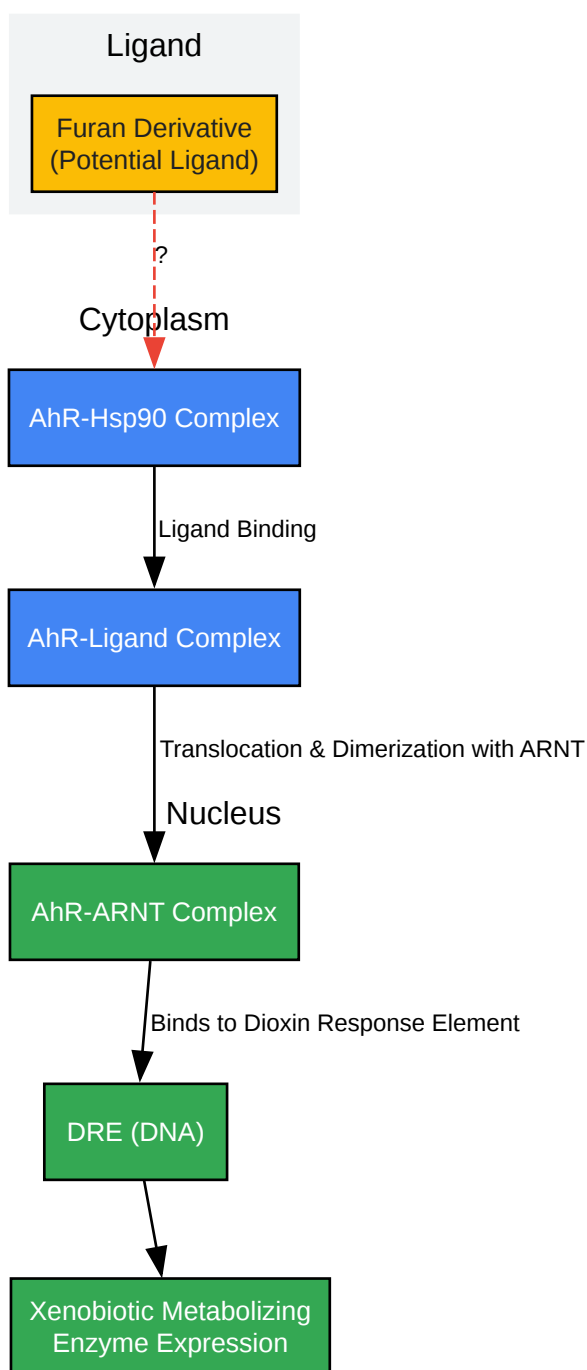 Ligand
Furan Derivative
(Potential Ligand)
?
Cytoplasm
AhR-Hsp90 Complex
Ligand Binding
AhR-Ligand Complex
Translocation & Dimerization with ARNT
Nucleus
AhR-ARNT Complex
Binds to Dioxin Response Element
DRE (DNA)
Xenobiotic Metabolizing
Enzyme Expression